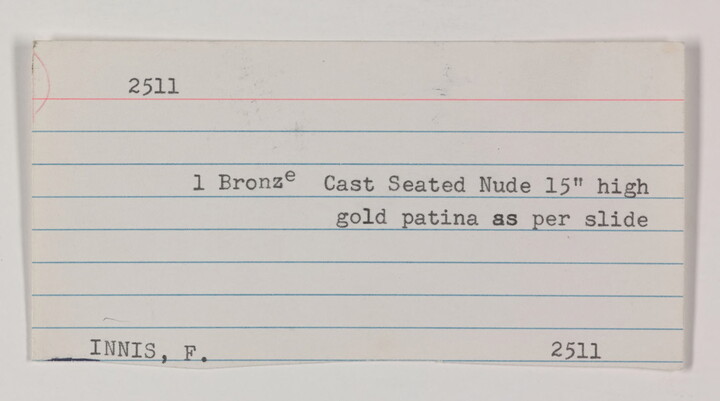 2511
1 Bronze Cast Seated Nude 15" high
gold patina as per slide
INNIS, F. 2511